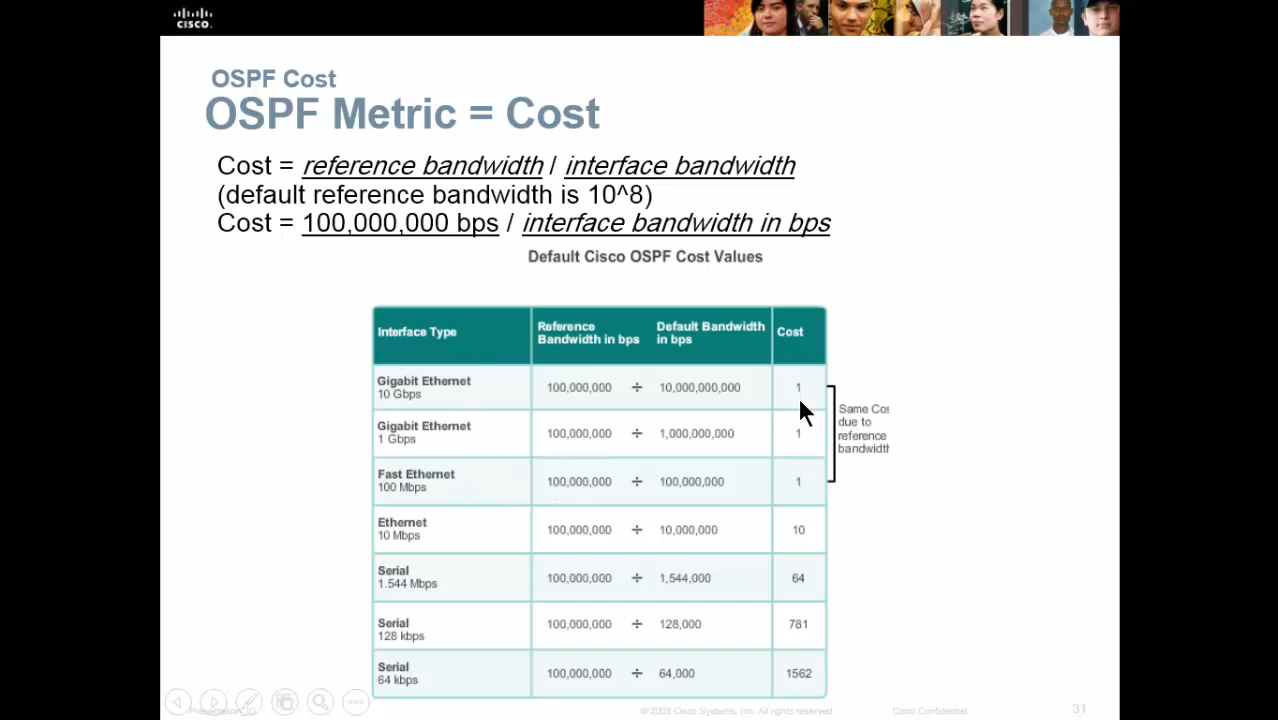 CISCO.
OSPF Cost
OSPF Metric = Cost
Cost = reference bandwidth / interface bandwidth
(default reference bandwidth is 10^8)
Cost = 100,000,000 bps / interface bandwidth in bps
Default Cisco OSPF Cost Values
Interface Type Reference Bandwidth in bps Default Bandwidth in bps Cost
Gigabit Ethernet
10 Gbps 100,000,000 ÷ 10,000,000,000 1
Gigabit Ethernet
1 Gbps 100,000,000 ÷ 1,000,000,000 1
Fast Ethernet
100 Mbps 100,000,000 ÷ 100,000,000 1
Same Cos
due to
reference
bandwidth
Ethernet
10 Mbps 100,000,000 ÷ 10,000,000 10
Serial
1.544 Mbps 100,000,000 ÷ 1,544,000 64
Serial
128 kbps 100,000,000 ÷ 128,000 781
Serial
64 kbps 100,000,000 ÷ 64,000 1562
Presentation_ID © 2008 Cisco Systems, Inc. All rights reserved. Cisco Confidential 31